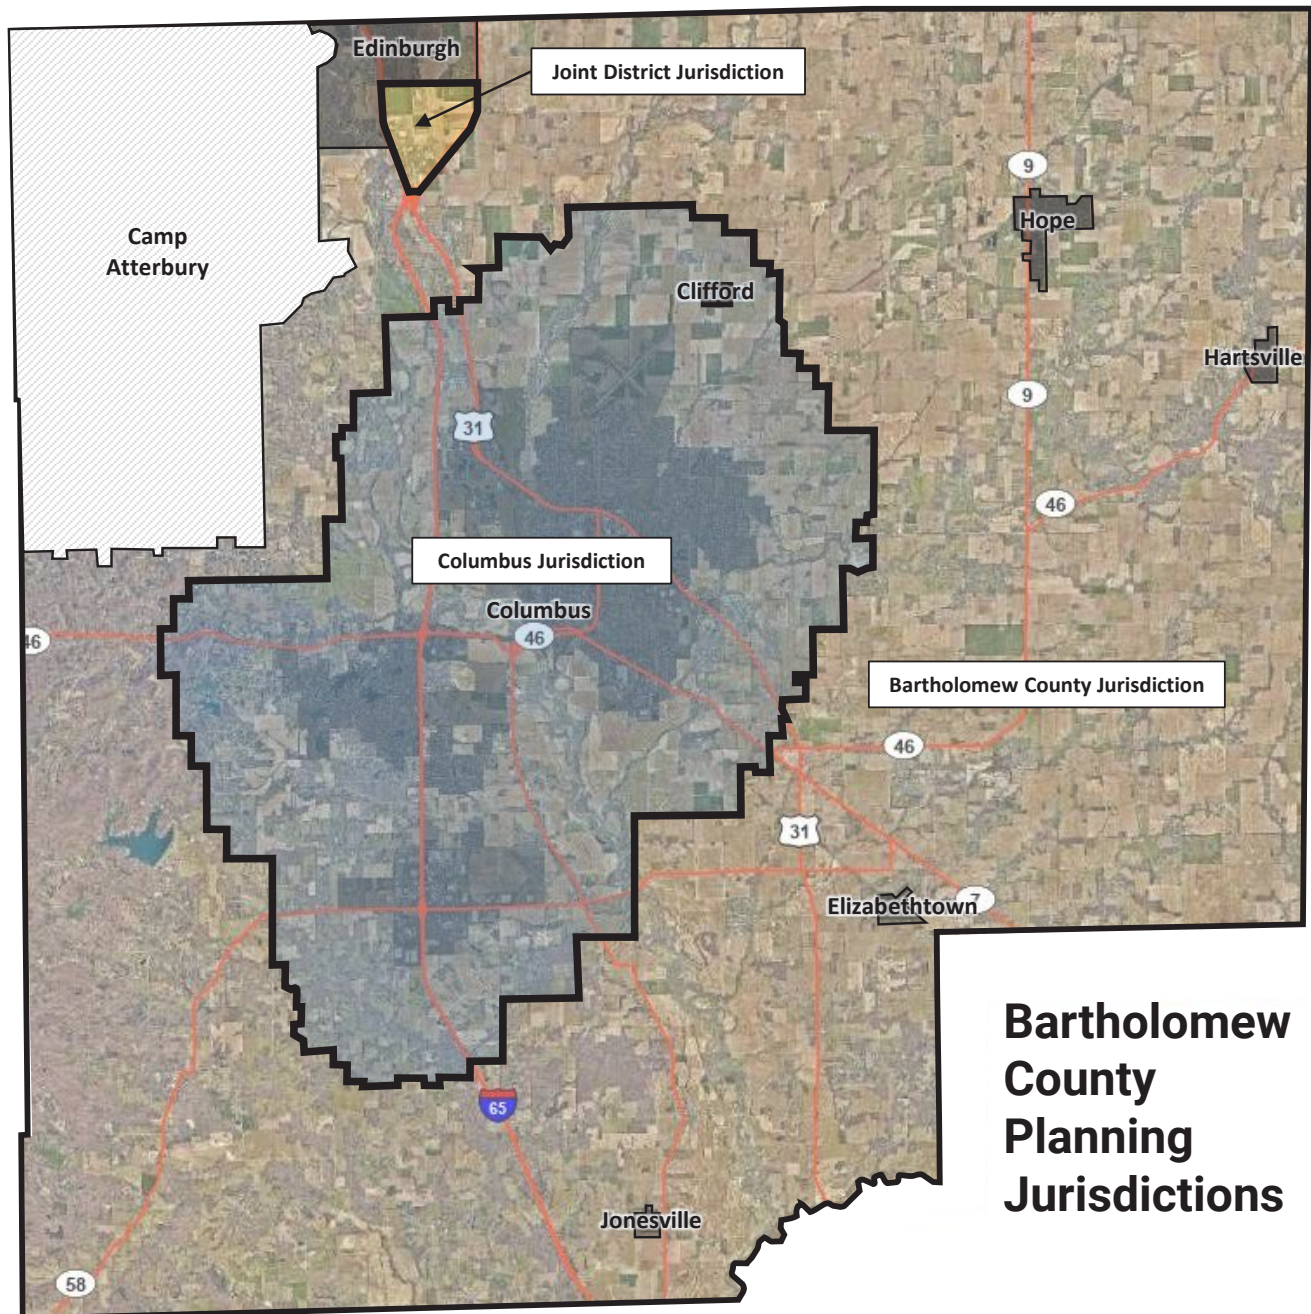 Edinburgh
Joint District Jurisdiction
9
Hope
Camp
Atterbury
Clifford
Hartsville
9
31
46
Columbus Jurisdiction
Columbus
46
46
Bartholomew County Jurisdiction
46
31
Elizabethtown
7
Bartholomew
County
Planning
Jurisdictions
65
Jonesville
58